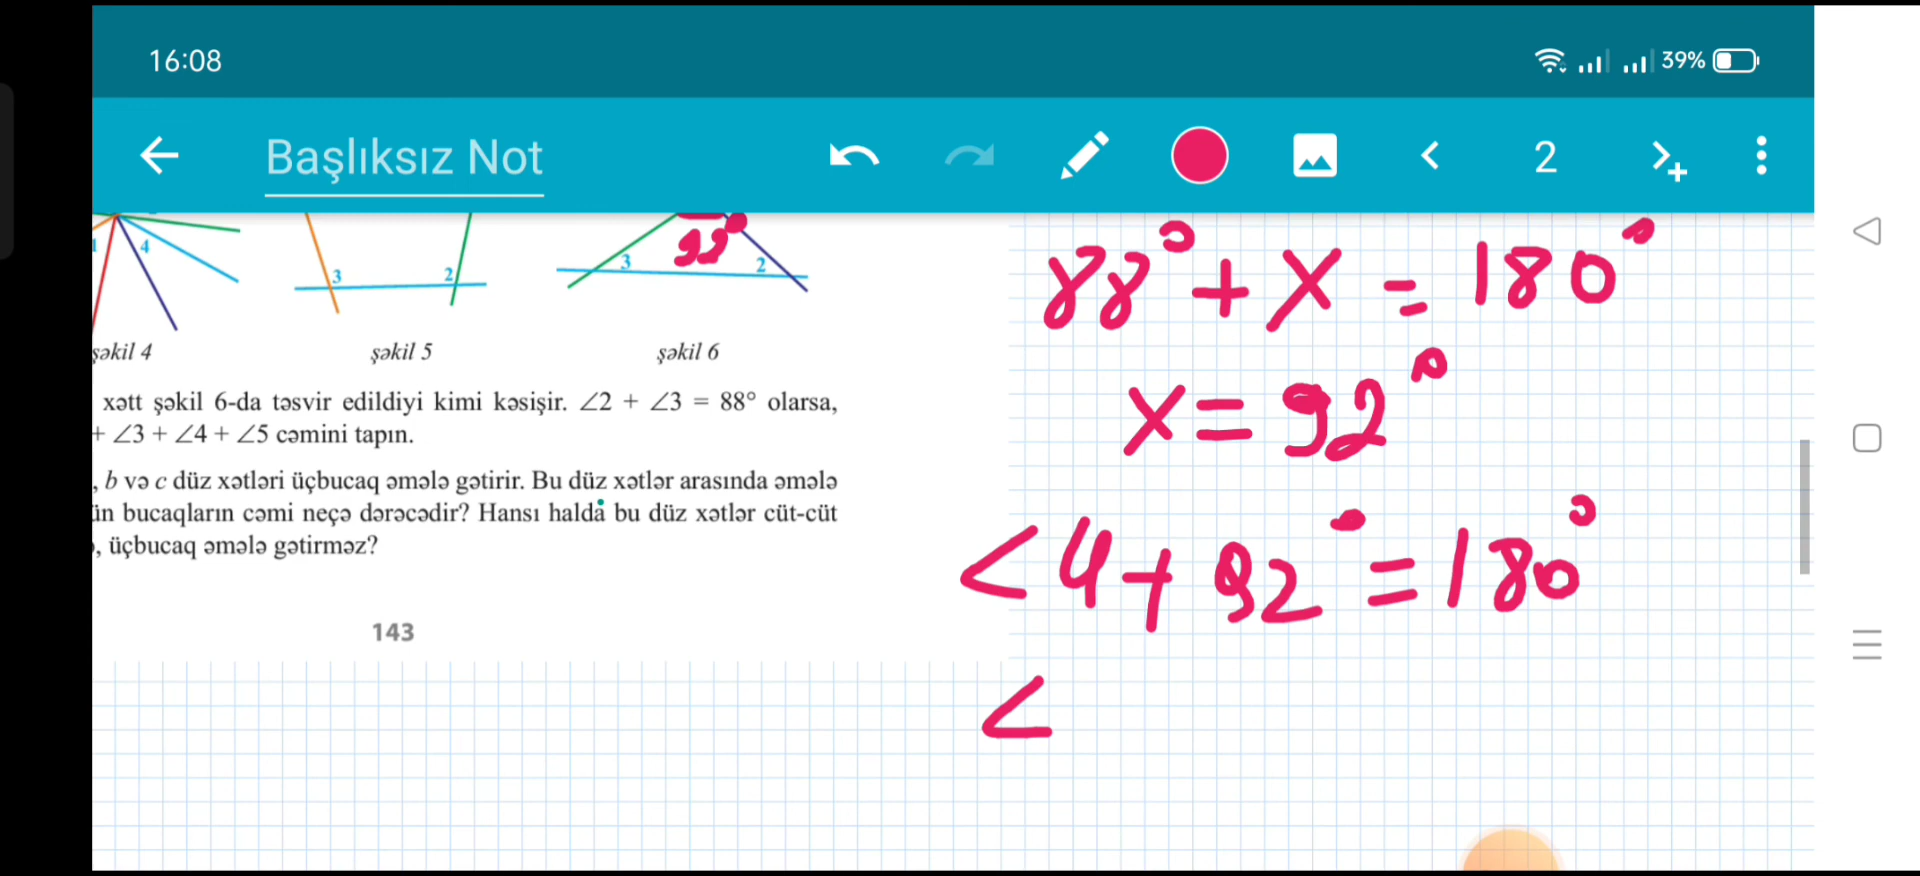 16:08
39%
Başlıksız Not
2
4
3
2
3
92
2
şəkil 4
şəkil 5
şəkil 6
xətt şəkil 6-da təsvir edildiyi kimi kəsişir. ∠2 + ∠3 = 88° olarsa,
+ ∠3 + ∠4 + ∠5 cəmini tapın.
, b və c düz xətləri üçbucaq əmələ gətirir. Bu düz xətlər arasında əmələ
ün bucaqların cəmi neçə dərəcədir? Hansı halda bu düz xətlər cüt-cüt
, üçbucaq əmələ gətirməz?
143
88° + x = 180°
x = 92°
<4 + 92° = 180°
<